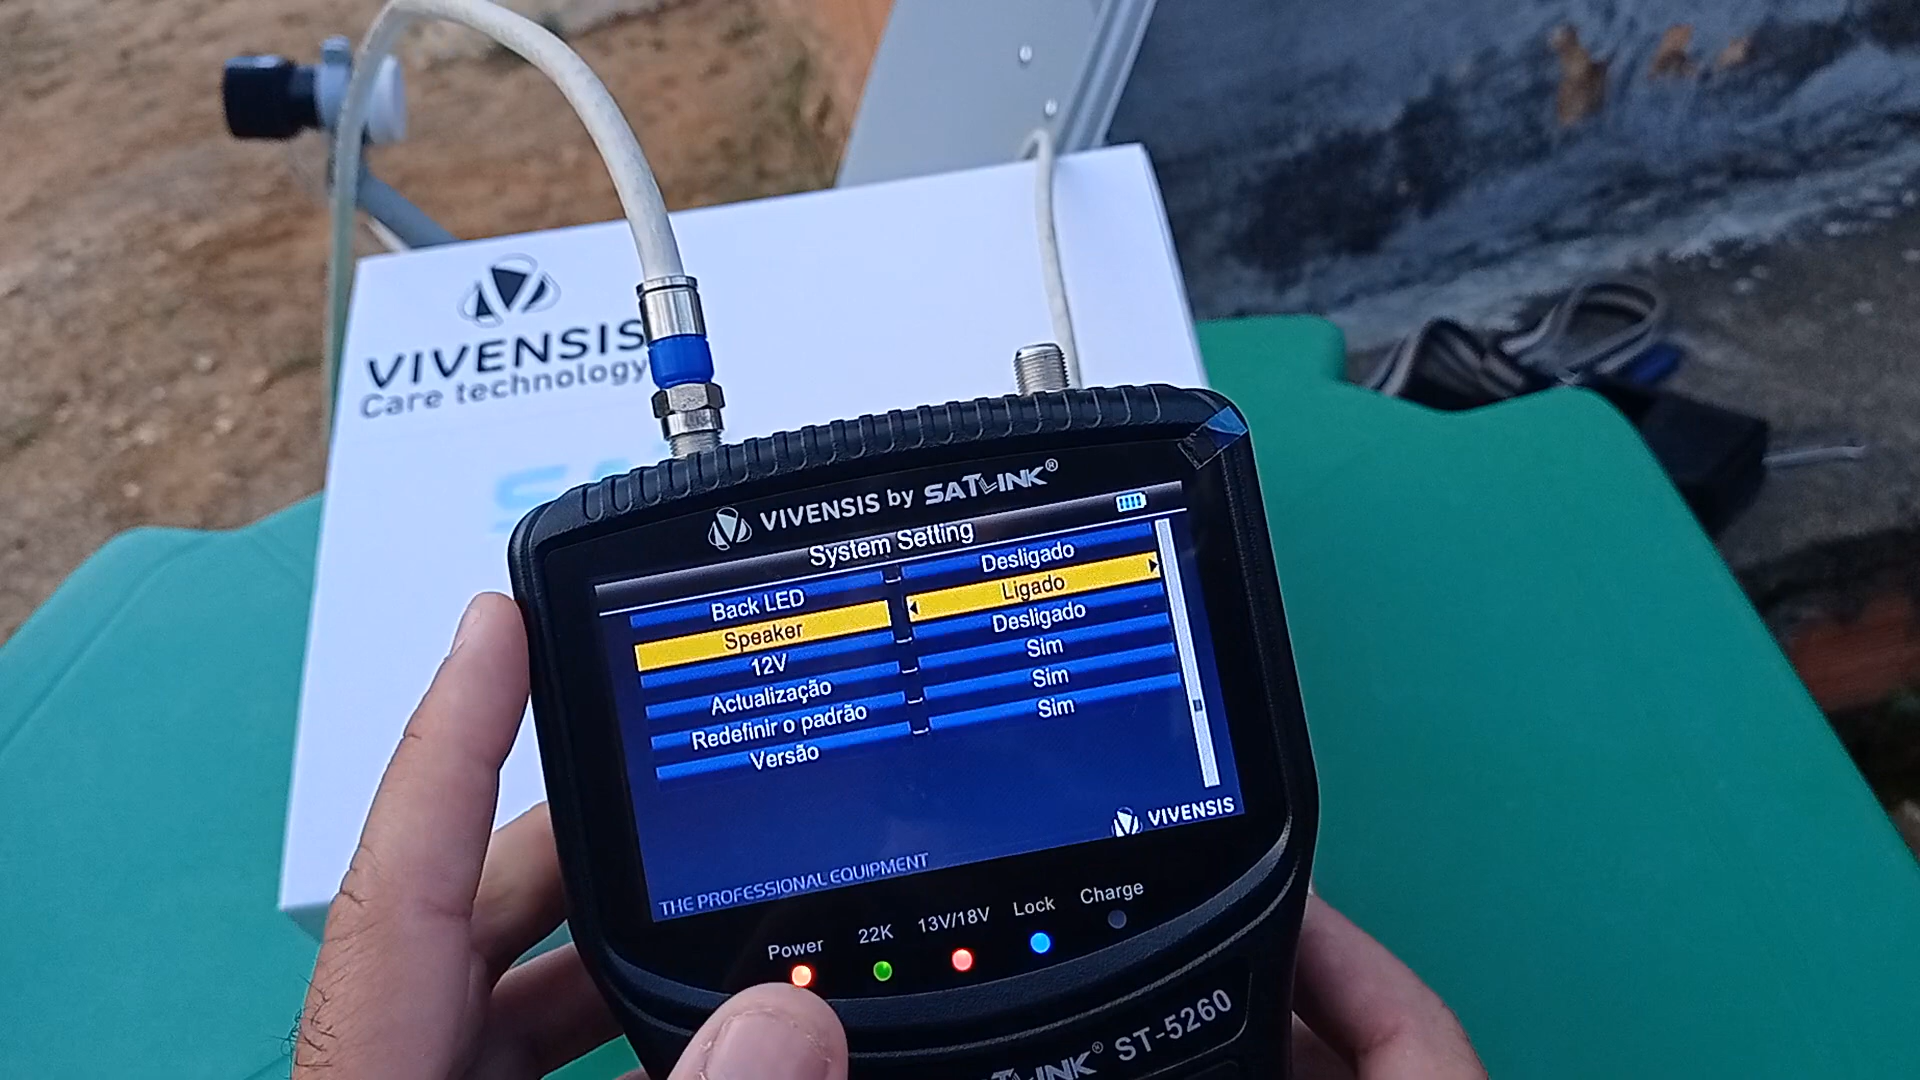 VIVENSIS
Care technology
VIVENSIS by SATLINK®
System Setting
Back LED Desligado
Speaker Ligado
12V Desligado
Actualização Sim
Redefinir o padrão Sim
Versão Sim
VIVENSIS
THE PROFESSIONAL EQUIPMENT
Power 22K 13V/18V Lock Charge
ST-5260